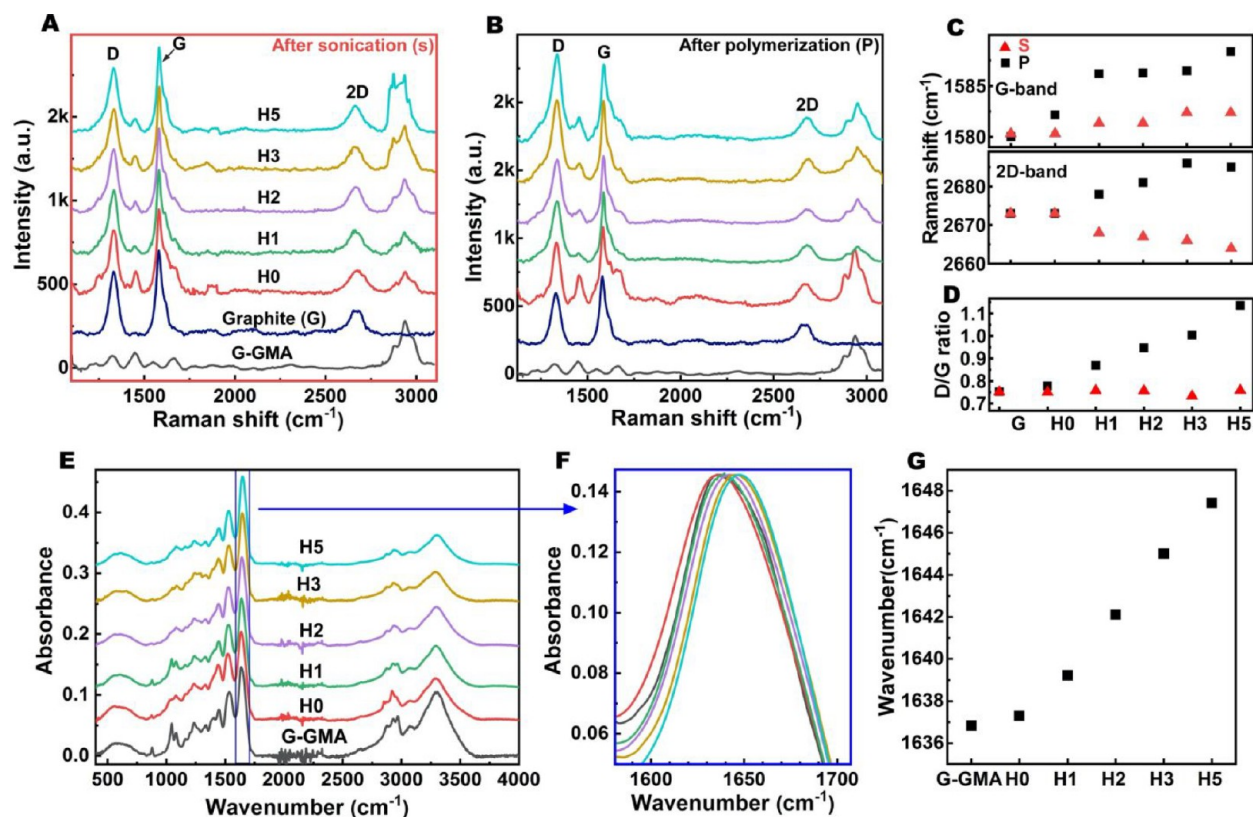 A
After sonication (s)
D
G
2D
H5
H3
H2
H1
H0
Graphite (G)
G-GMA
2k
2k
1k
500
0
Intensity (a.u.)
1500 2000 2500 3000
Raman shift (cm-1)
B
After polymerization (P)
D
G
2D
2k
2k
1k
500
0
Intensity (a.u.)
1500 2000 2500 3000
Raman shift (cm-1)
C
S
P
G-band
1585
1580
2D-band
2680
2670
2660
Raman shift (cm-1)
D
1.1
1.0
0.9
0.8
0.7
D/G ratio
G H0 H1 H2 H3 H5
E
0.4
0.3
0.2
0.1
0.0
Absorbance
H5
H3
H2
H1
H0
G-GMA
500 1000 1500 2000 2500 3000 3500 4000
Wavenumber (cm-1)
F
0.14
0.12
0.10
0.08
0.06
Absorbance
1600 1650 1700
Wavenumber (cm-1)
G
1648
1646
1644
1642
1640
1638
1636
Wavenumber(cm-1)
G-GMA H0 H1 H2 H3 H5